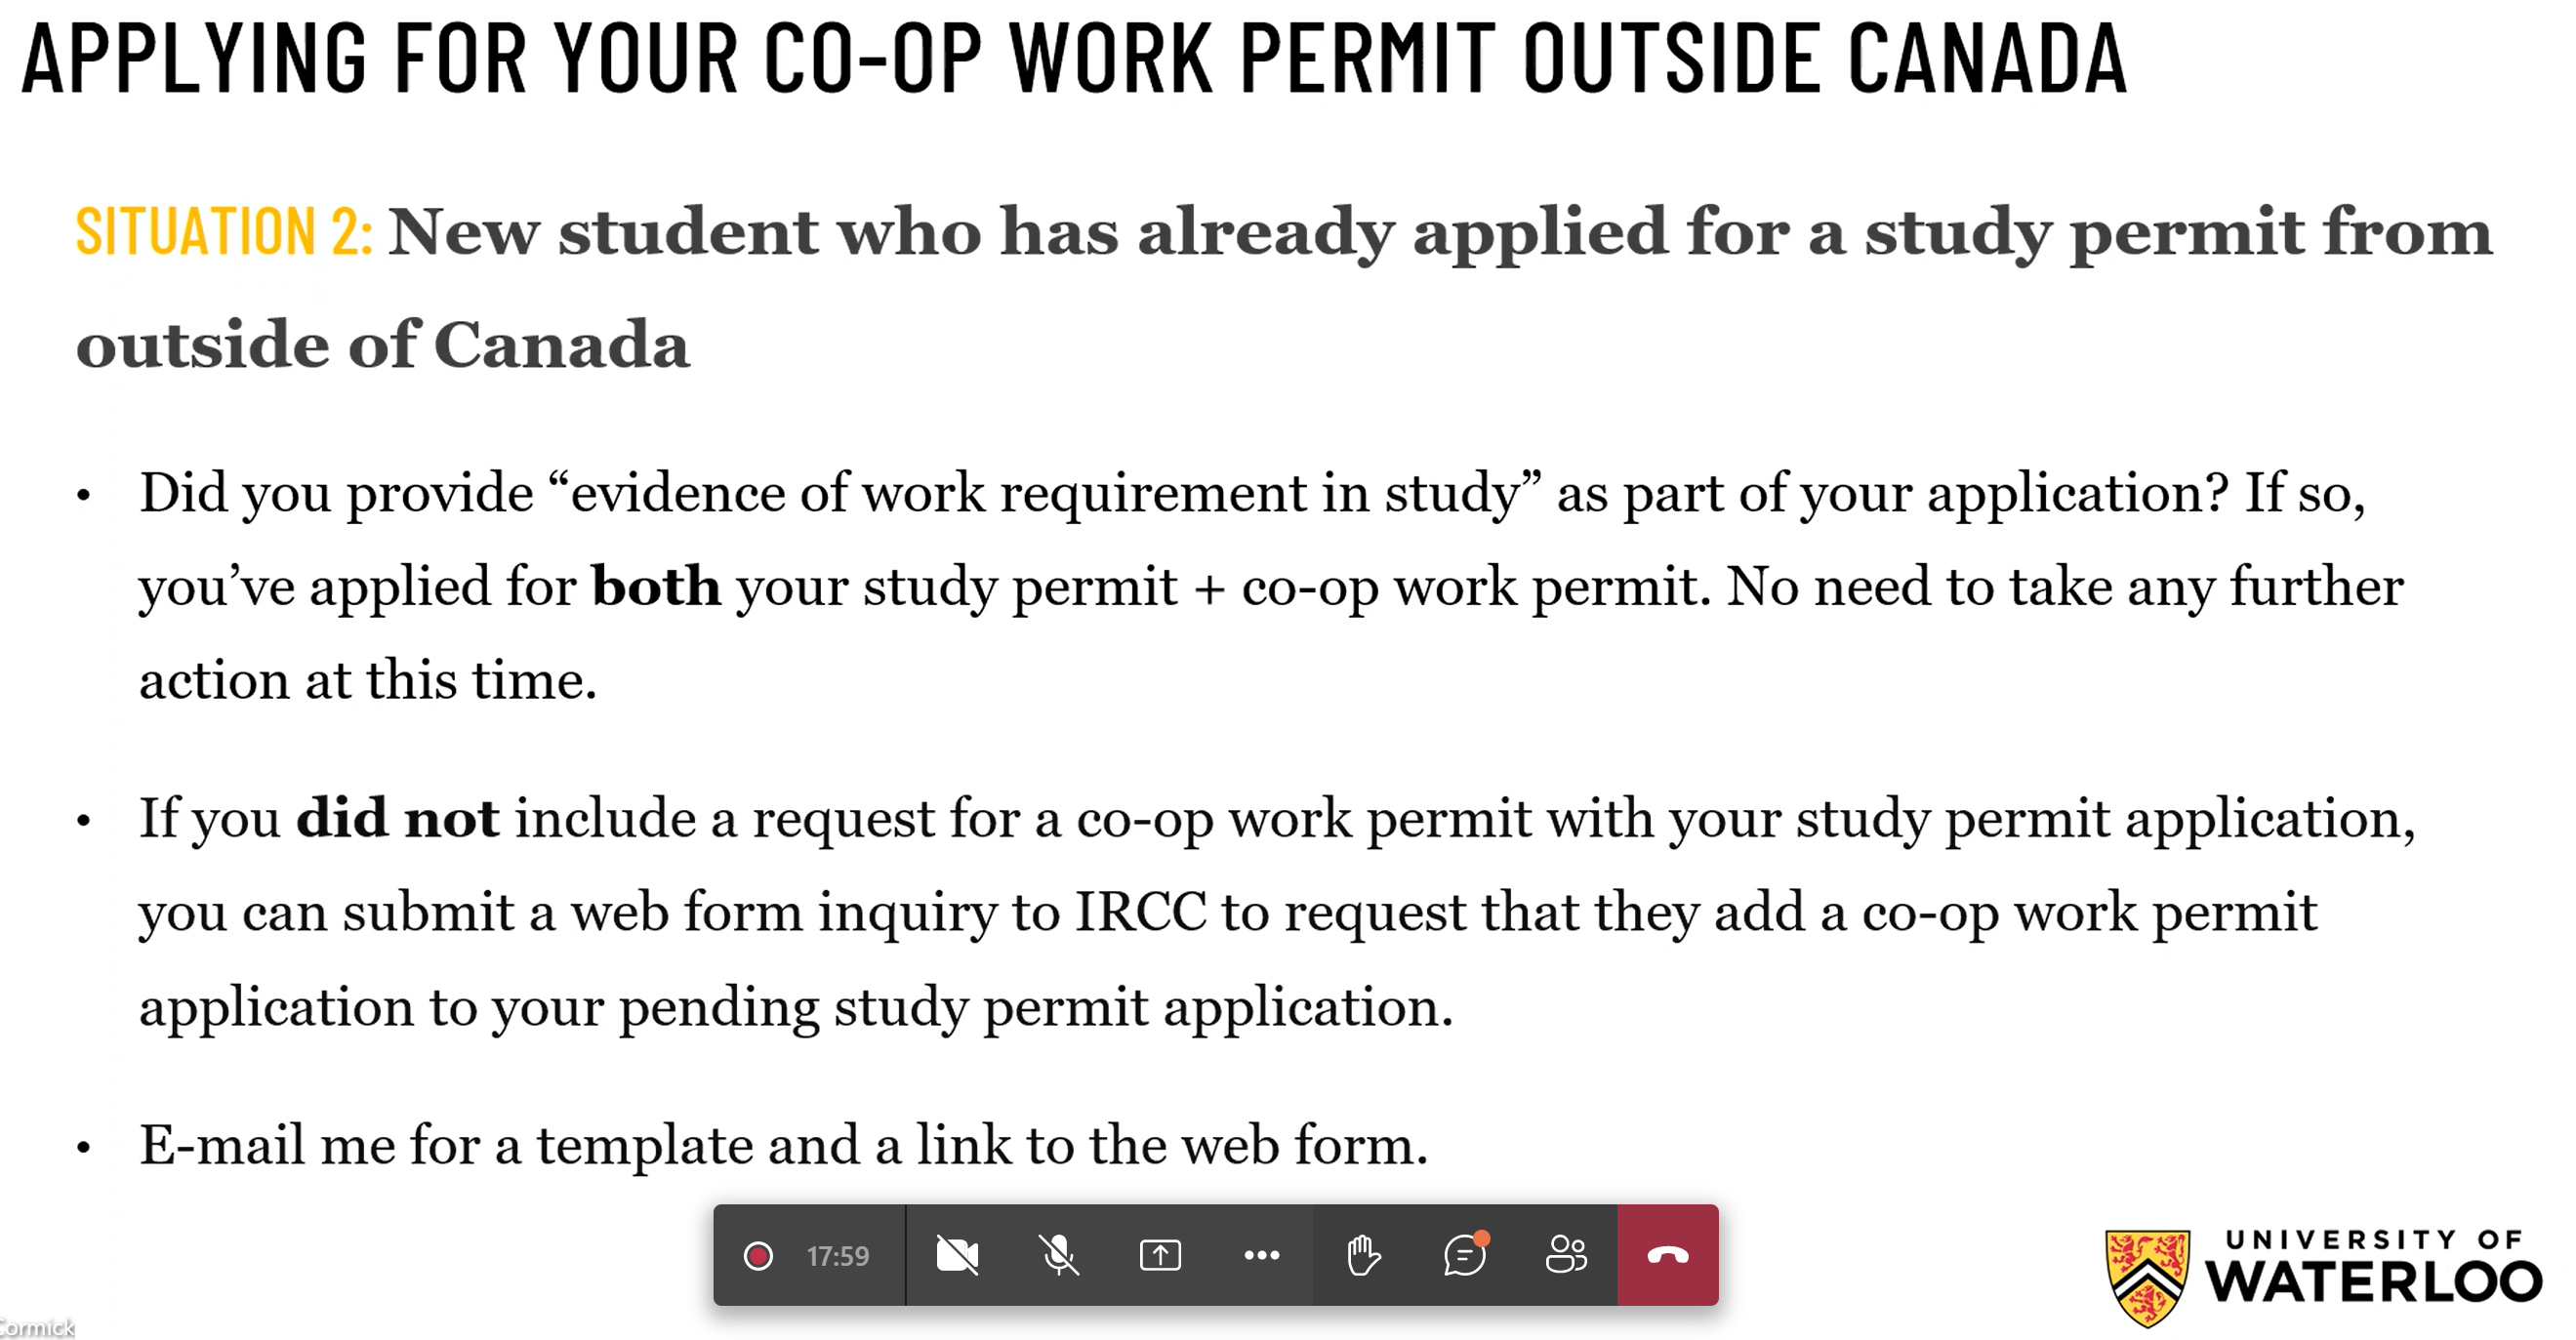 APPLYING FOR YOUR CO-OP WORK PERMIT OUTSIDE CANADA
SITUATION 2: New student who has already applied for a study permit from
outside of Canada
• Did you provide “evidence of work requirement in study” as part of your application? If so,
you’ve applied for both your study permit + co-op work permit. No need to take any further
action at this time.
• If you did not include a request for a co-op work permit with your study permit application,
you can submit a web form inquiry to IRCC to request that they add a co-op work permit
application to your pending study permit application.
• E-mail me for a template and a link to the web form.
17:59
UNIVERSITY OF
WATERLOO